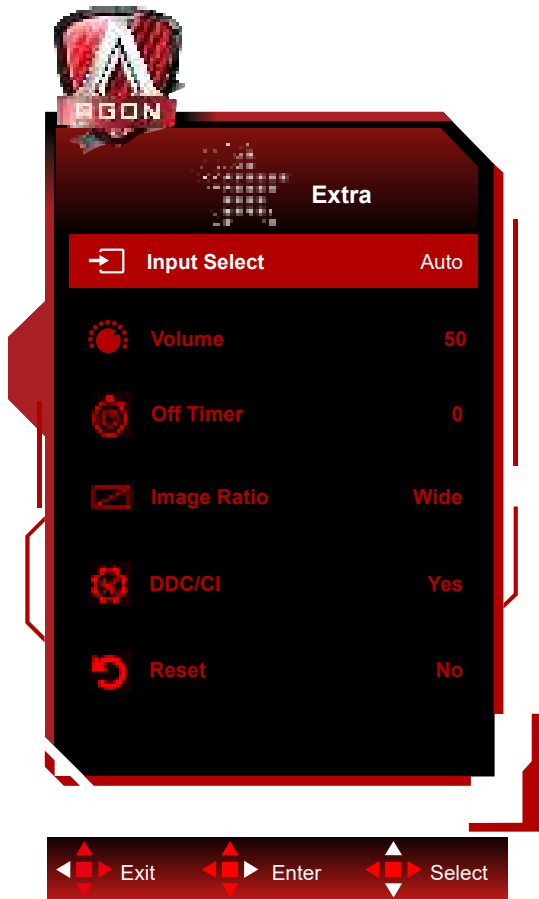 AGON
Extra
Input Select Auto
Volume 50
Off Timer 0
Image Ratio Wide
DDC/CI Yes
Reset No
Exit Enter Select